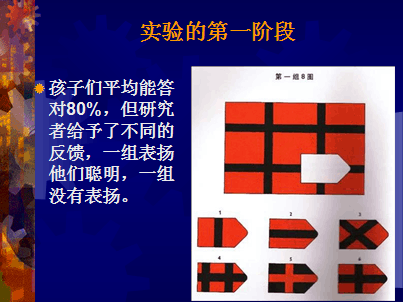 实验的第一阶段
孩子们平均能答
对80%，但研究
者给予了不同的
反馈，一组表扬
他们聪明，一组
没有表扬。
第一组B图
1 2 3
4 5 6